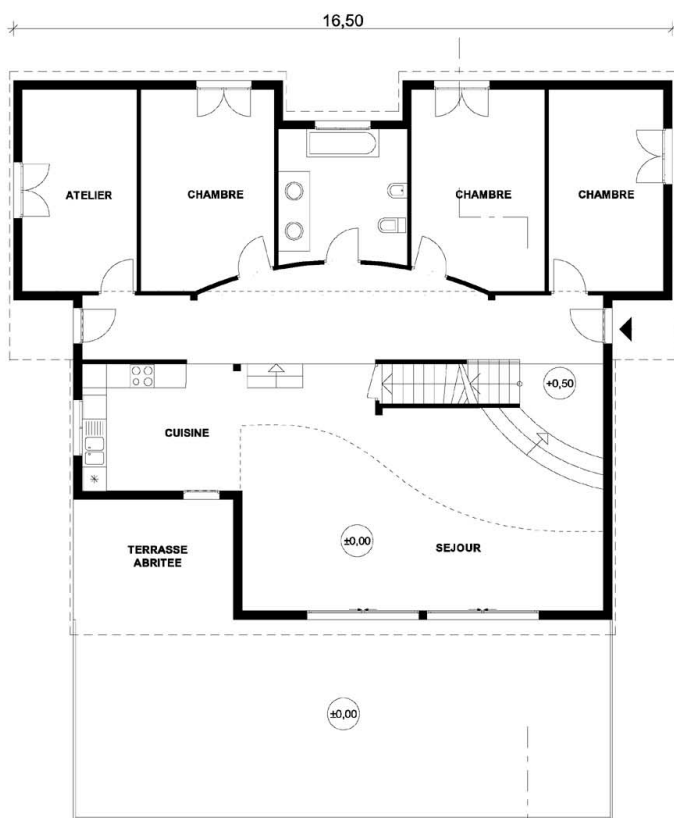 16,50
ATELIER
CHAMBRE
CHAMBRE
CHAMBRE
+0,50
CUISINE
TERRASSE
ABRITEE
±0,00
SEJOUR
±0,00